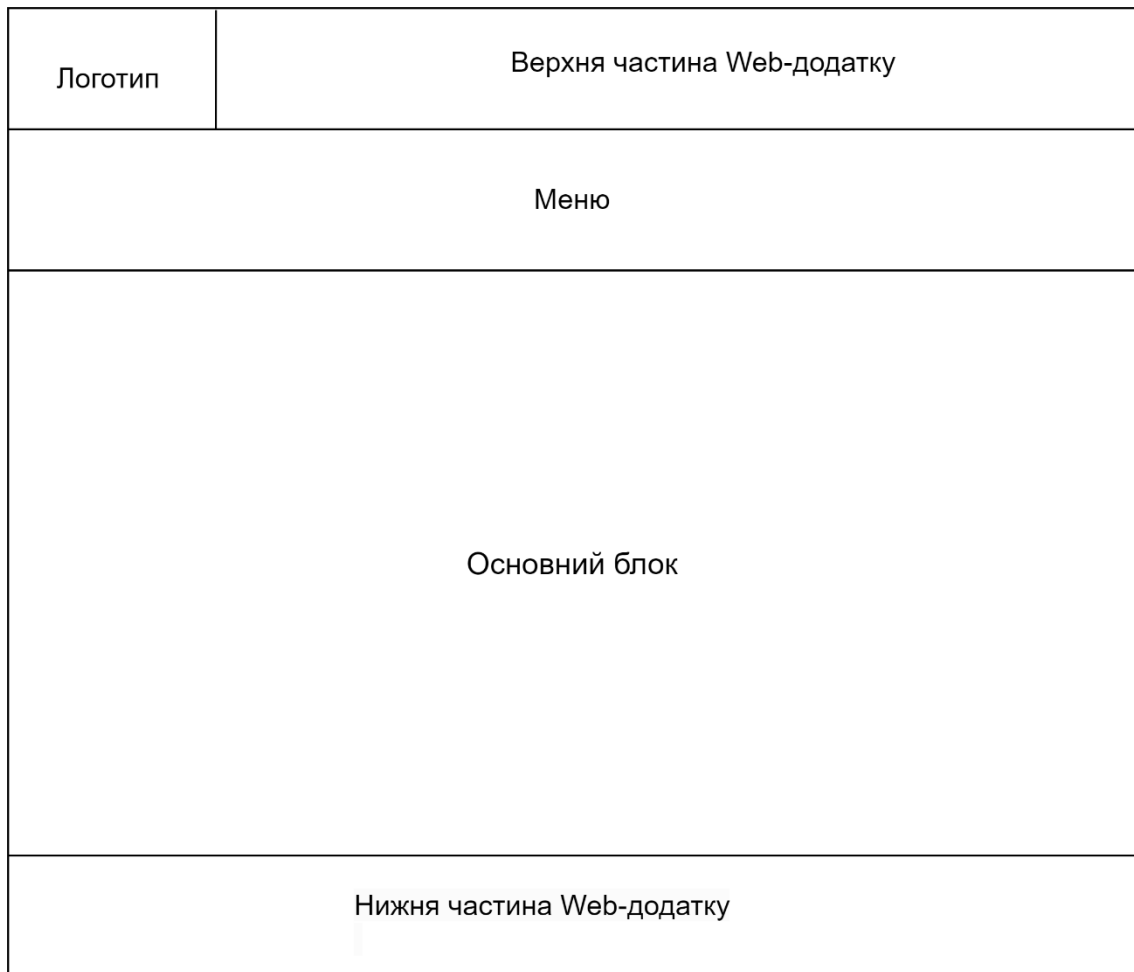 Логотип
Верхня частина Web-додатку
Меню
Основний блок
Нижня частина Web-додатку